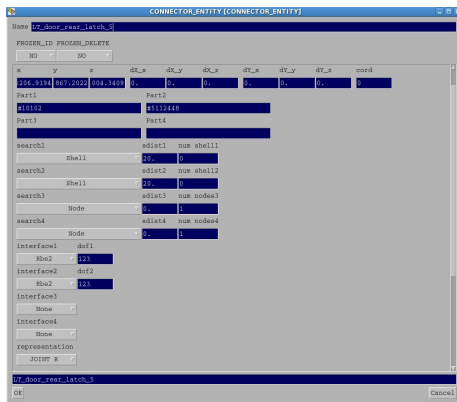 CONNECTOR_ENTITY [CONNECTOR_ENTITY]
Name LT_door_rear_latch_5
FROZEN_ID FROZEN_DELETE
NO NO
x y z dX_x dX_y dX_z dY_x dY_y dY_z cord
206.9194 867.2022 004.3409 0. 0. 0. 0. 0. 0. 0
Part1 Part2
#10102 #5112448
Part3 Part4
search1 sdist1 num shell1
Shell 20. 0
search2 sdist2 num shell2
Shell 20. 0
search3 sdist3 num nodes3
Node 0. 1
search4 sdist4 num nodes4
Node 0. 1
interface1 dof1
Rbe2 123
interface2 dof2
Rbe2 123
interface3
None
interface4
None
representation
JOINT R
LT_door_rear_latch_5
OK Cancel